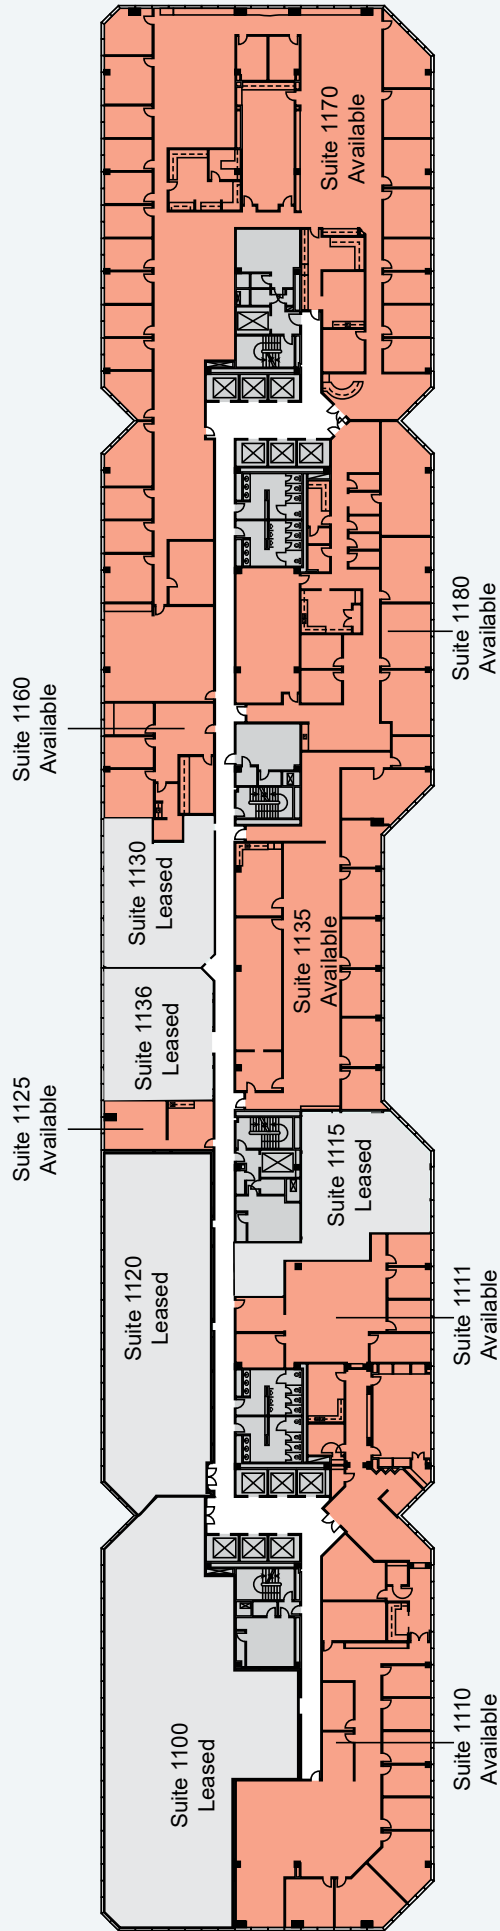 Suite 1170
Available
Suite 1180
Available
Suite 1160
Available
Suite 1130
Leased
Suite 1135
Available
Suite 1136
Leased
Suite 1125
Available
Suite 1115
Leased
Suite 1120
Leased
Suite 1111
Available
Suite 1110
Available
Suite 1100
Leased